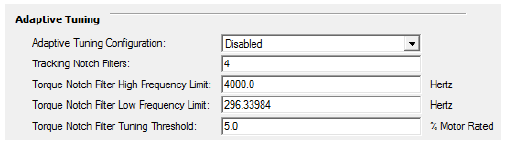 Adaptive Tuning
Adaptive Tuning Configuration: Disabled
Tracking Notch Filters: 4
Torque Notch Filter High Frequency Limit: 4000.0 Hertz
Torque Notch Filter Low Frequency Limit: 296.33984 Hertz
Torque Notch Filter Tuning Threshold: 5.0 % Motor Rated